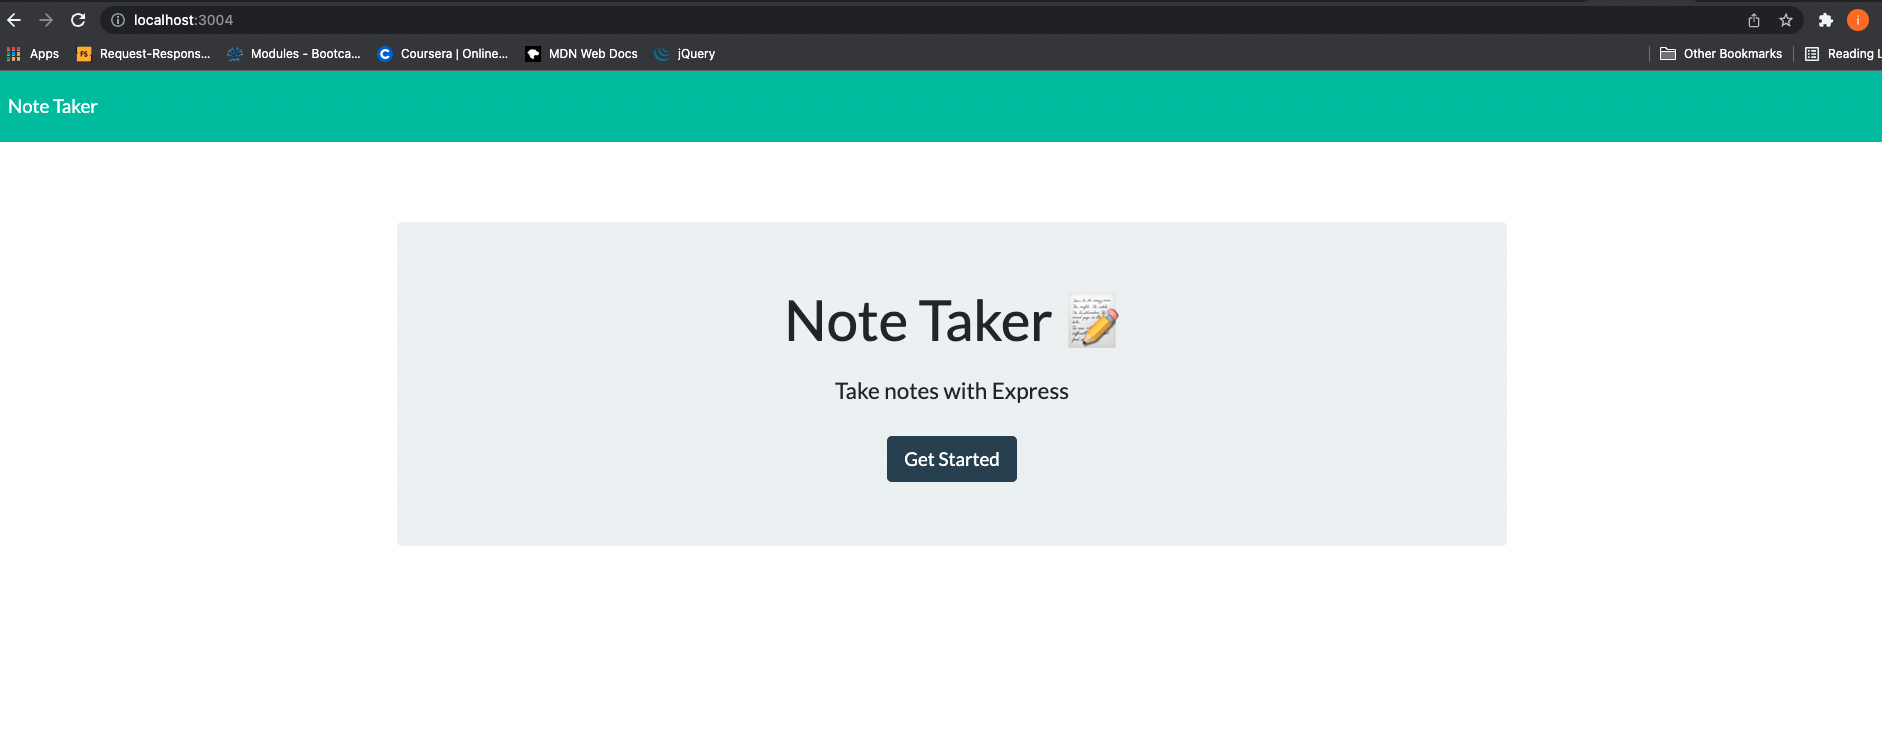 localhost:3004
Apps
FS Request-Respons...
Modules - Bootca...
C Coursera | Online...
MDN Web Docs
jQuery
Other Bookmarks
Reading L
i
Note Taker
Note Taker
Take notes with Express
Get Started